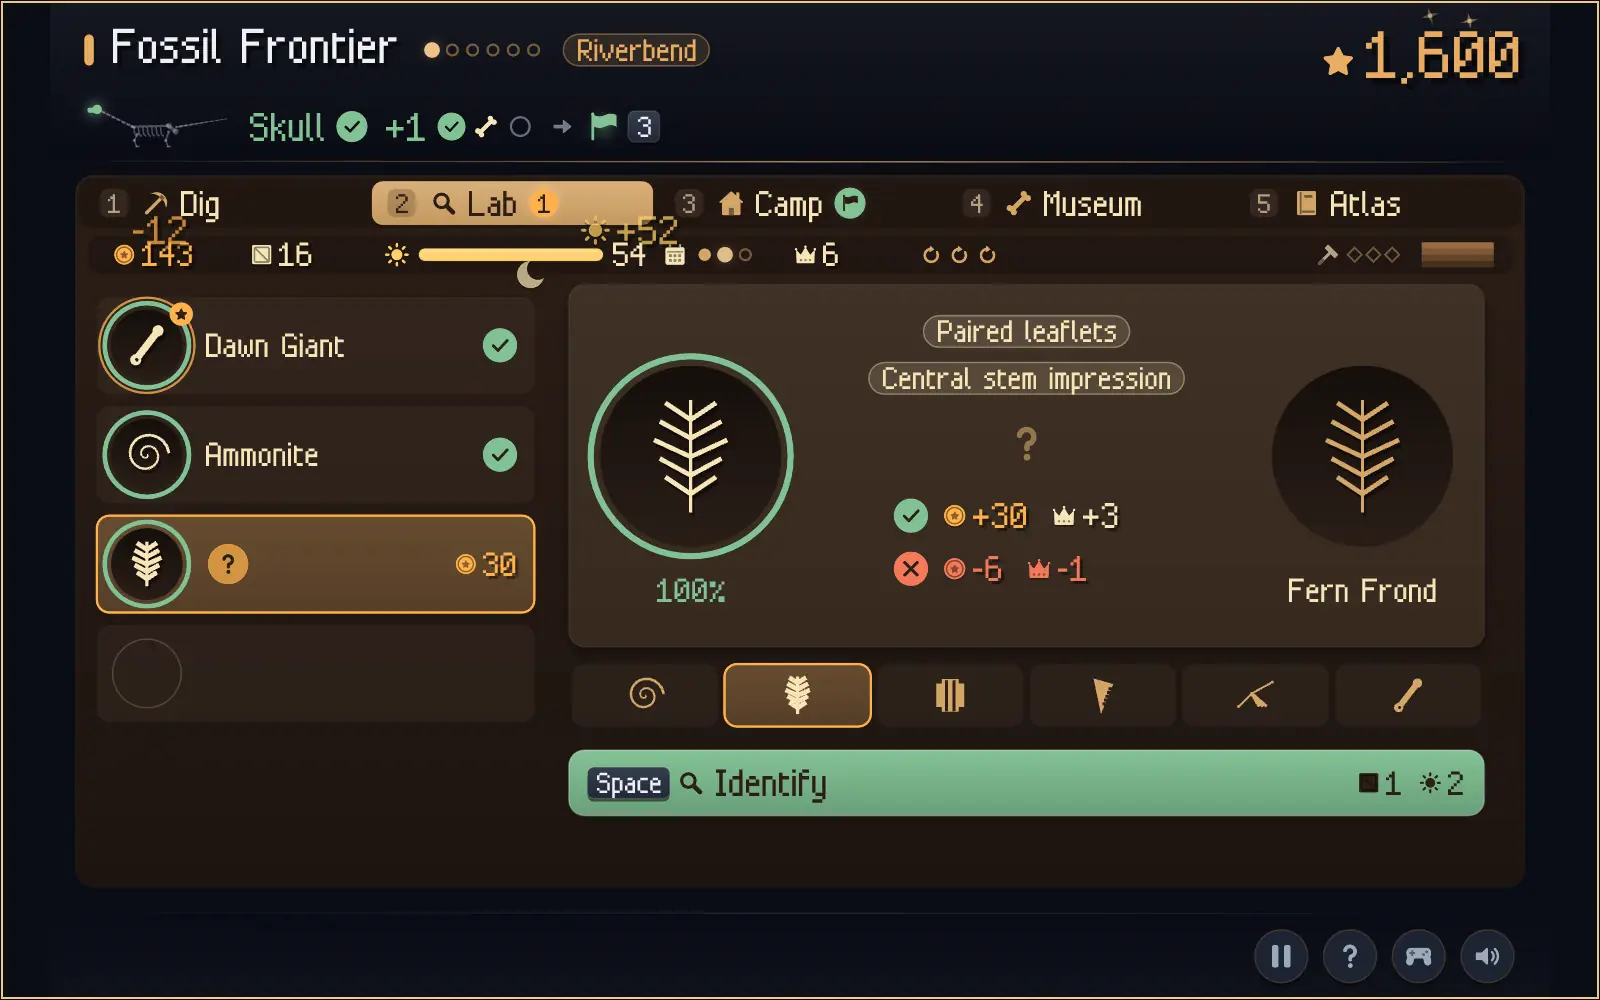 Fossil Frontier Riverbend
1,600
Skull +1 3
1 Dig
2 Lab 1
3 Camp
4 Museum
5 Atlas
-12
+52
143 16 54 6
Dawn Giant
Ammonite
? 30
Paired leaflets
Central stem impression
?
+30 +3
-6 -1
100%
Fern Frond
Space Identify 1 2
?